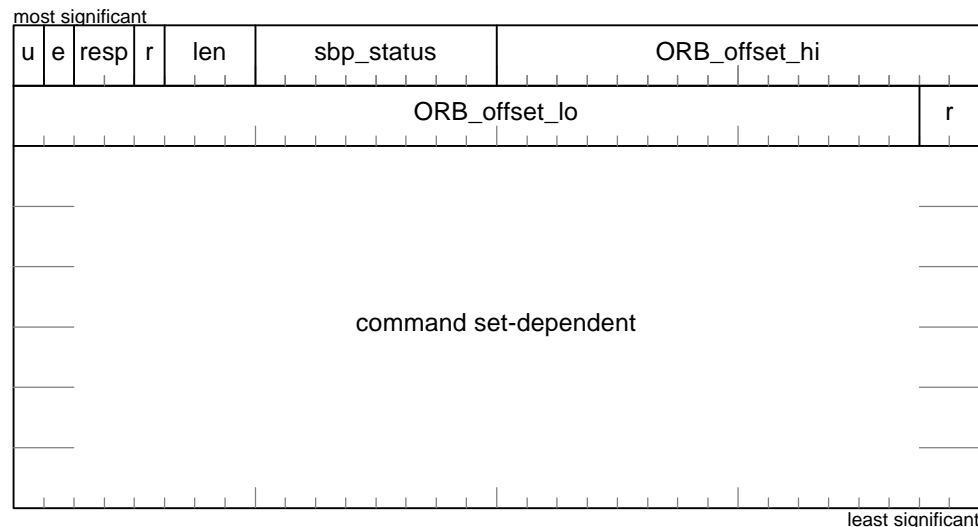 most significant
u e resp r len sbp_status ORB_offset_hi
ORB_offset_lo r
command set-dependent
least significant